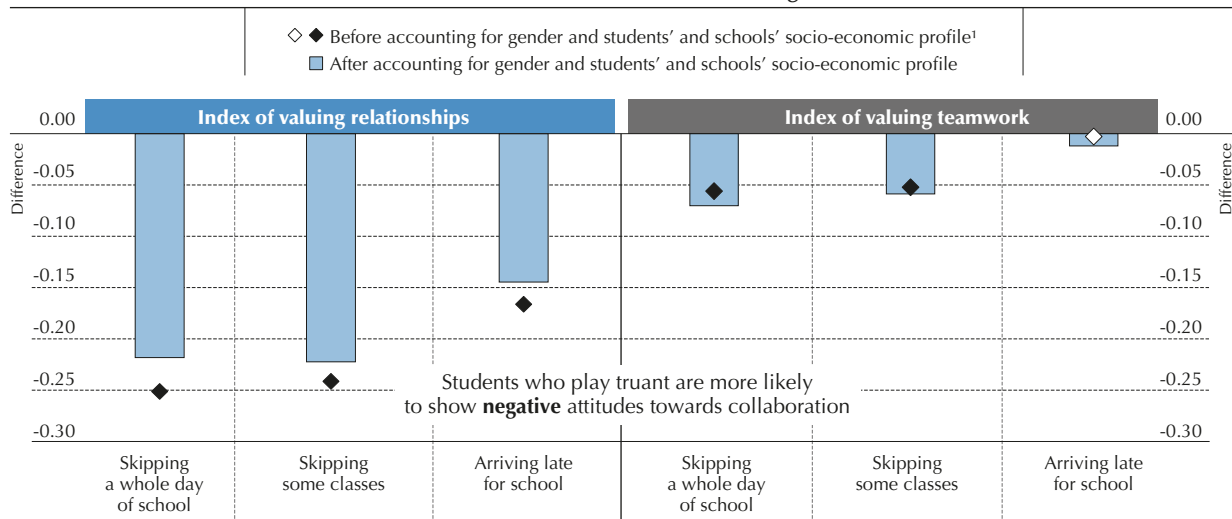 Before accounting for gender and students’ and schools’ socio-economic profile¹
After accounting for gender and students’ and schools’ socio-economic profile
Index of valuing relationships
Index of valuing teamwork
0.00
-0.05
-0.10
-0.15
-0.20
-0.25
-0.30
Difference
0.00
-0.05
-0.10
-0.15
-0.20
-0.25
-0.30
Difference
Students who play truant are more likely
to show negative attitudes towards collaboration
Skipping
a whole day
of school
Skipping
some classes
Arriving late
for school
Skipping
a whole day
of school
Skipping
some classes
Arriving late
for school